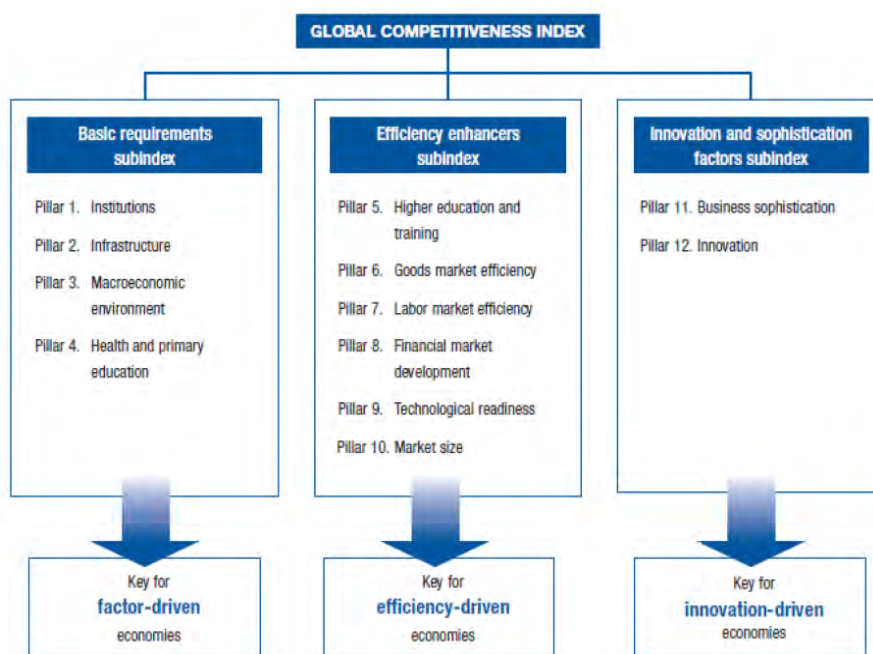 GLOBAL COMPETITIVENESS INDEX
Basic requirements
subindex
Pillar 1. Institutions
Pillar 2. Infrastructure
Pillar 3. Macroeconomic
environment
Pillar 4. Health and primary
education
Key for
factor-driven
economies
Efficiency enhancers
subindex
Pillar 5. Higher education and
training
Pillar 6. Goods market efficiency
Pillar 7. Labor market efficiency
Pillar 8. Financial market
development
Pillar 9. Technological readiness
Pillar 10. Market size
Key for
efficiency-driven
economies
Innovation and sophistication
factors subindex
Pillar 11. Business sophistication
Pillar 12. Innovation
Key for
innovation-driven
economies